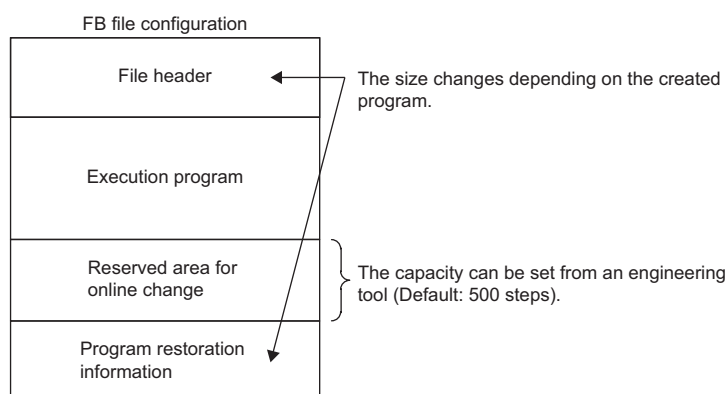 FB file configuration
File header
The size changes depending on the created
program.
Execution program
Reserved area for
online change
The capacity can be set from an engineering
tool (Default: 500 steps).
Program restoration
information